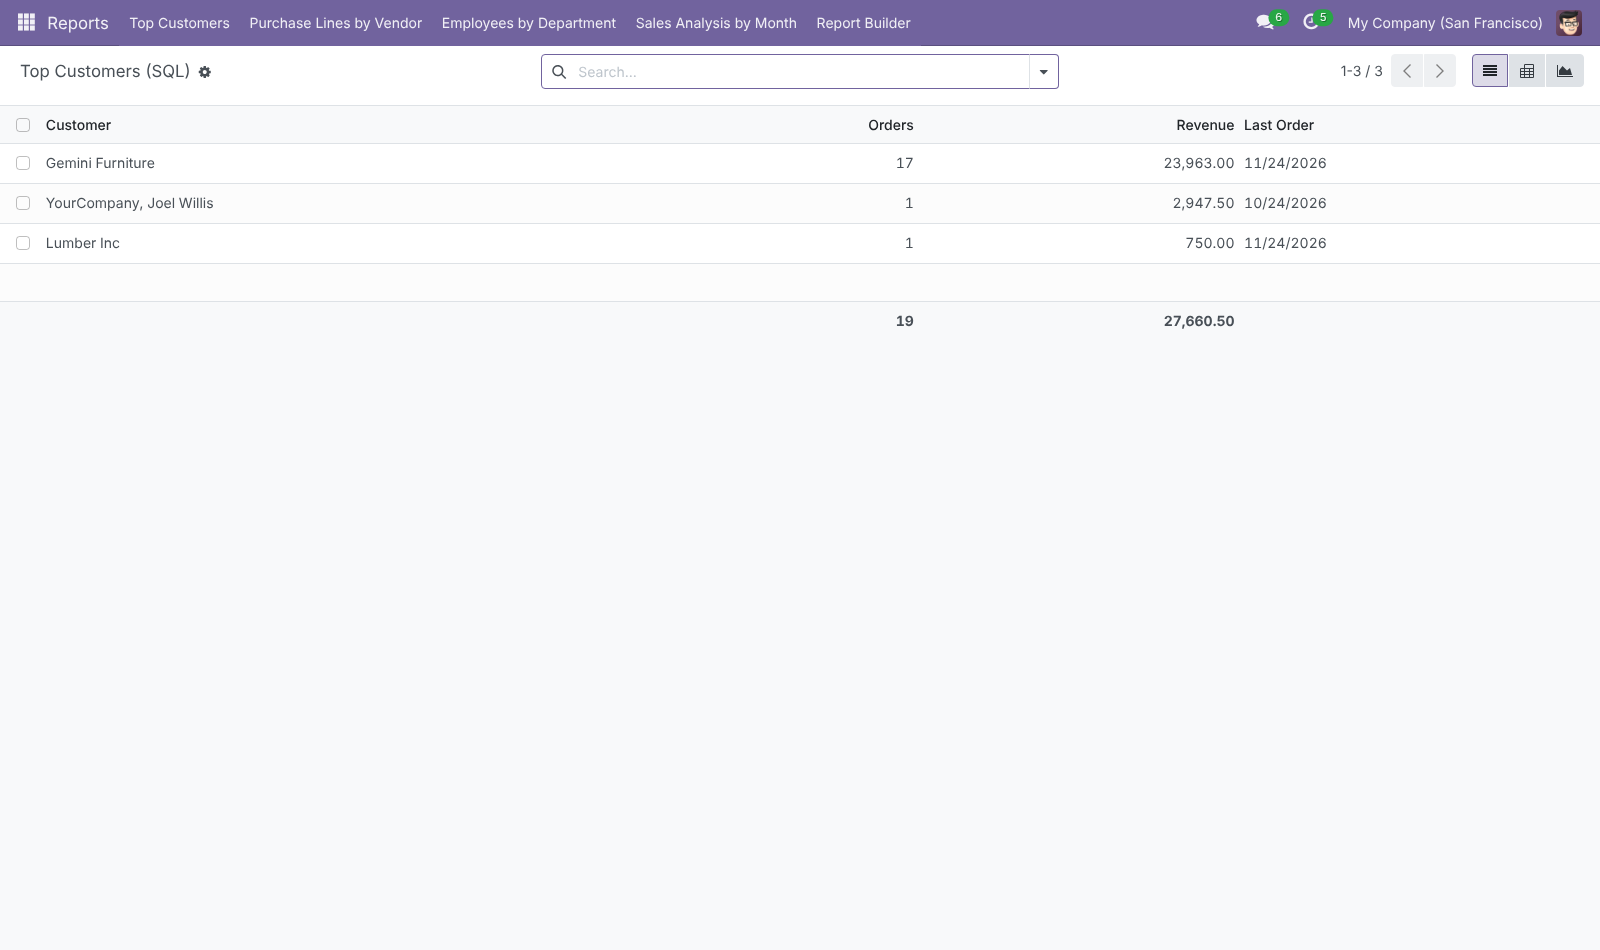 Reports Top Customers Purchase Lines by Vendor Employees by Department Sales Analysis by Month Report Builder 6 5 My Company (San Francisco)
Top Customers (SQL) Search... 1-3 / 3
Customer Orders Revenue Last Order
Gemini Furniture 17 23,963.00 11/24/2026
YourCompany, Joel Willis 1 2,947.50 10/24/2026
Lumber Inc 1 750.00 11/24/2026
19 27,660.50